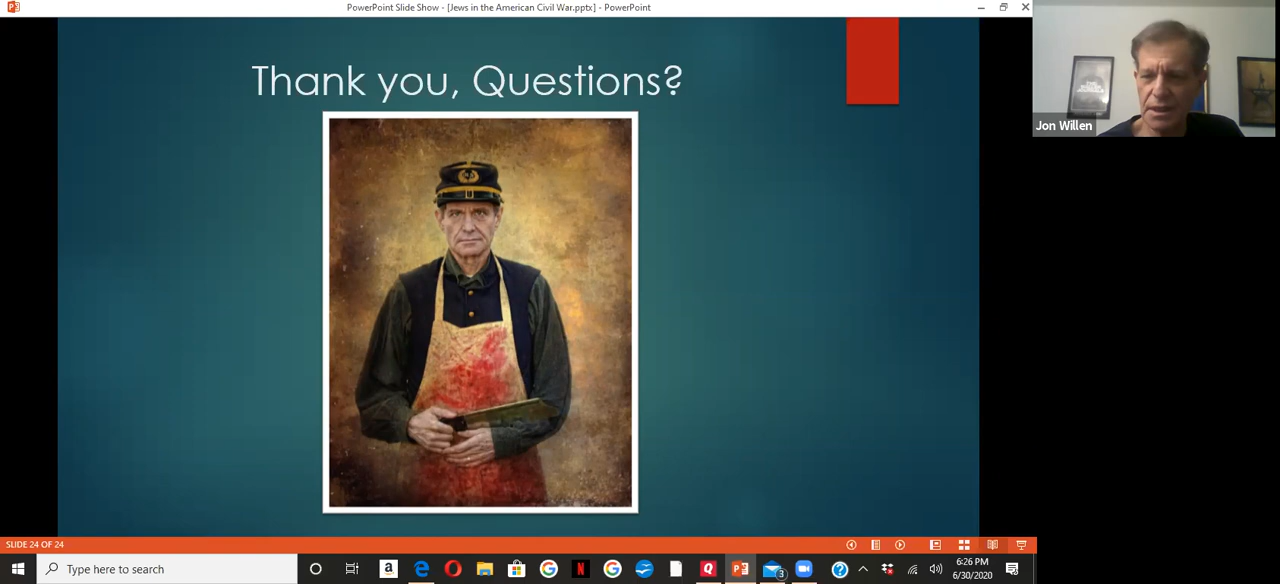 PowerPoint Slide Show - [Jews in the American Civil War.pptx] - PowerPoint
Thank you, Questions?
Jon Willen
SLIDE 24 OF 24
Type here to search
3
6:26 PM
6/30/2020